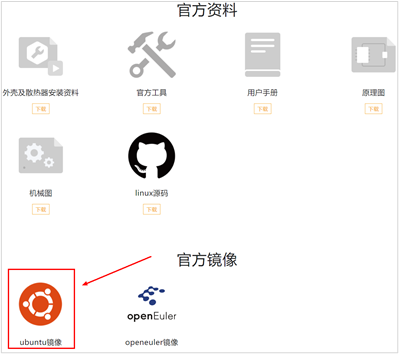 官方资料
外壳及散热器安装资料
官方工具
用户手册
原理图
下载
下载
下载
下载
机械图
linux源码
下载
下载
官方镜像
openEuler
ubuntu镜像
openeuler镜像